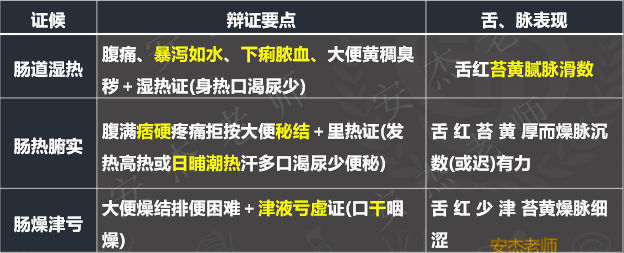 证候 辩证要点 舌、脉表现
肠道湿热 腹痛、暴泻如水、下痢脓血、大便黄稠臭
秽＋湿热证(身热口渴尿少) 舌红苔黄腻脉滑数
肠热腑实 腹满痞硬疼痛拒按大便秘结＋里热证(发
热高热或日晡潮热汗多口渴尿少便秘) 舌 红 苔 黄 厚而燥脉沉
数(或迟)有力
肠燥津亏 大便燥结排便困难＋津液亏虚证(口干咽
燥) 舌 红 少 津 苔黄燥脉细
涩
安杰老师